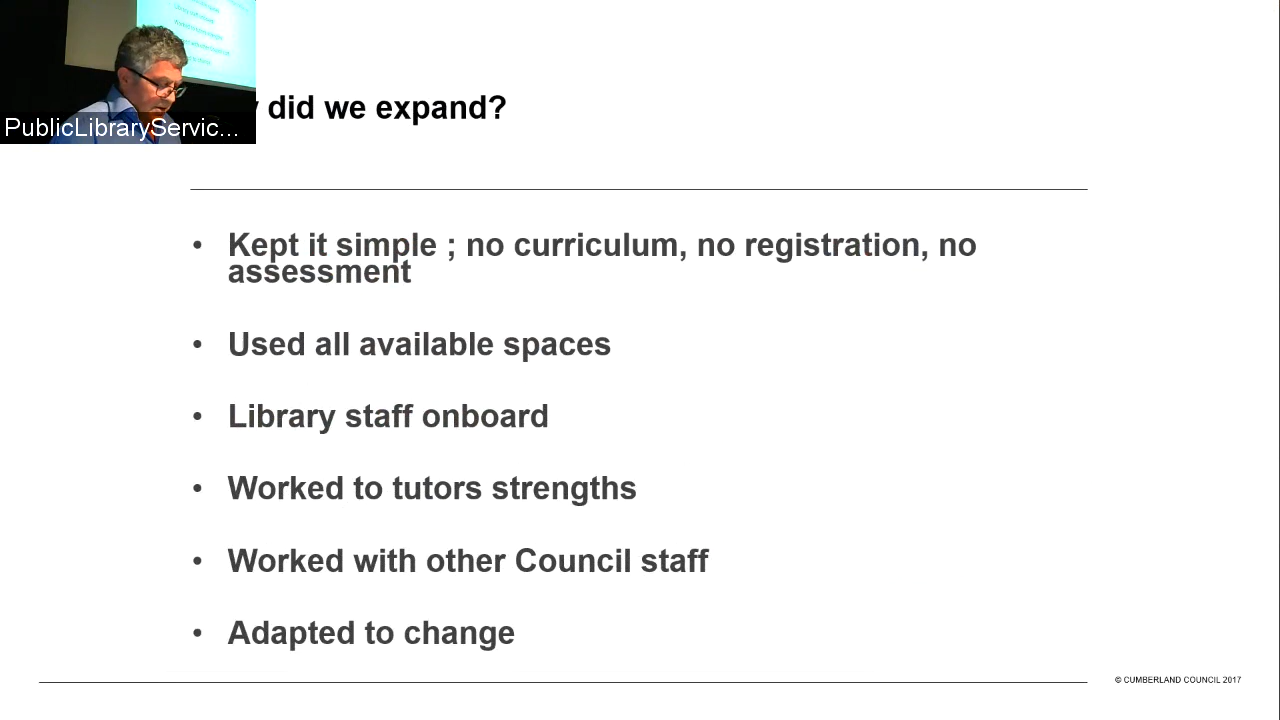 PublicLibraryServic...
did we expand?
• Kept it simple ; no curriculum, no registration, no
assessment
• Used all available spaces
• Library staff onboard
• Worked to tutors strengths
• Worked with other Council staff
• Adapted to change
© CUMBERLAND COUNCIL 2017